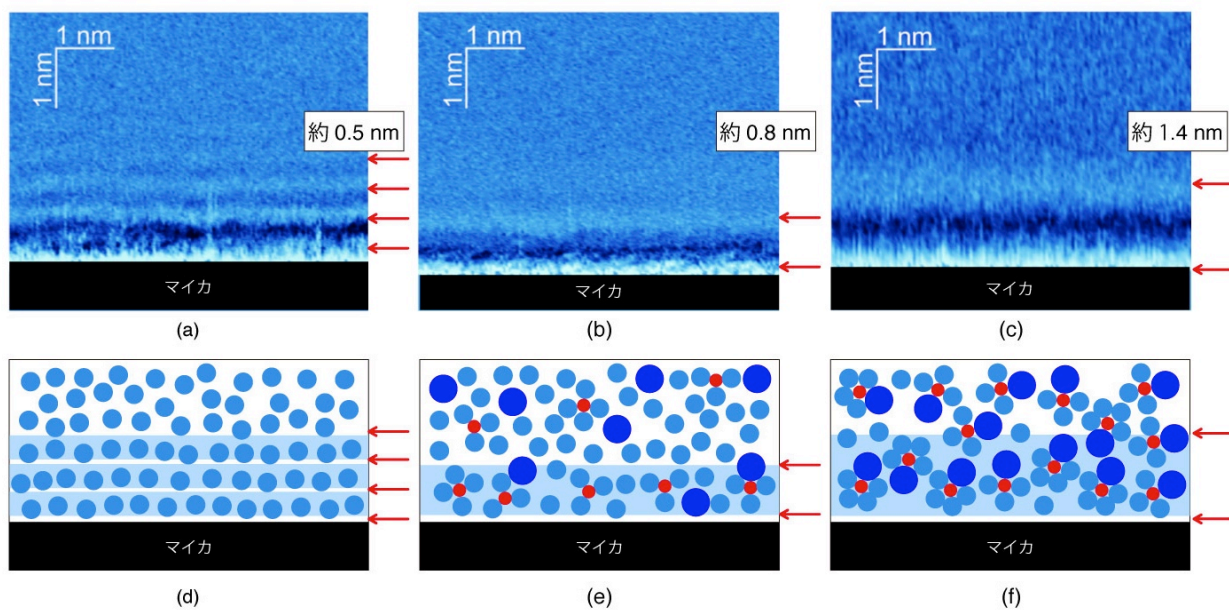 1 nm
1 nm
約 0.5 nm
マイカ
(a)
1 nm
1 nm
約 0.8 nm
マイカ
(b)
1 nm
1 nm
約 1.4 nm
マイカ
(c)
マイカ
(d)
マイカ
(e)
マイカ
(f)